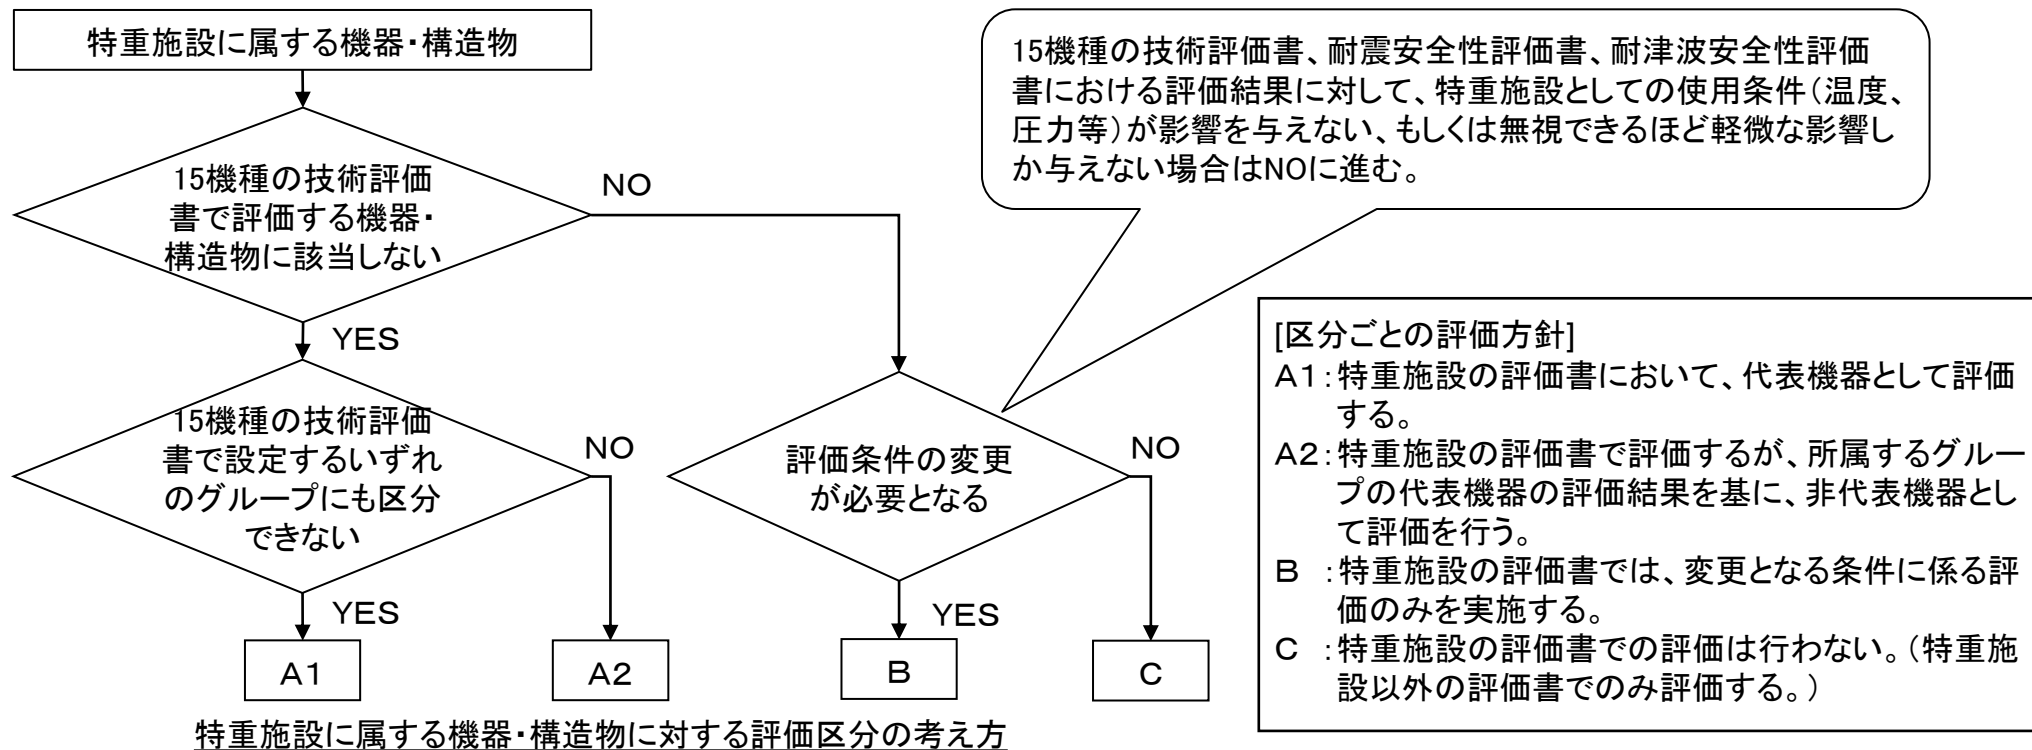 特重施設に属する機器・構造物
15機種の技術評価書、耐震安全性評価書、耐津波安全性評価
書における評価結果に対して、特重施設としての使用条件（温度、
圧力等）が影響を与えない、もしくは無視できるほど軽微な影響し
か与えない場合はNOに進む。
15機種の技術評価
書で評価する機器・
構造物に該当しない
NO
YES
15機種の技術評価
書で設定するいずれ
のグループにも区分
できない
NO
YES
評価条件の変更
が必要となる
NO
YES
A1
A2
B
C
[区分ごとの評価方針]
A1：特重施設の評価書において、代表機器として評価
する。
A2：特重施設の評価書で評価するが、所属するグルー
プの代表機器の評価結果を基に、非代表機器とし
て評価を行う。
B ：特重施設の評価書では、変更となる条件に係る評
価のみを実施する。
C ：特重施設の評価書での評価は行わない。（特重施
設以外の評価書でのみ評価する。）
特重施設に属する機器・構造物に対する評価区分の考え方